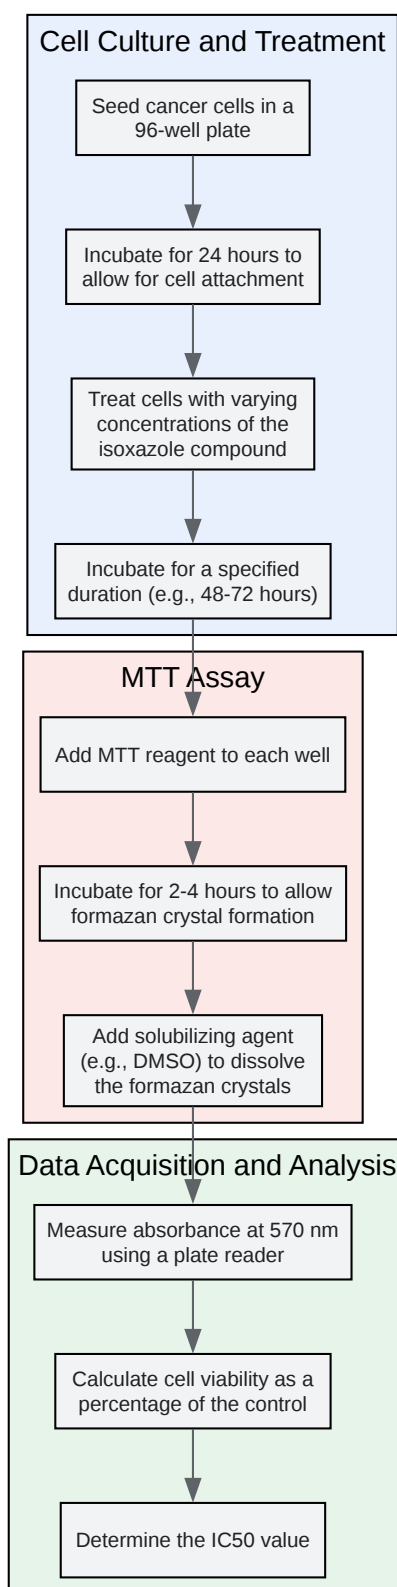 Cell Culture and Treatment
Seed cancer cells in a
96-well plate
Incubate for 24 hours to
allow for cell attachment
Treat cells with varying
concentrations of the
isoxazole compound
Incubate for a specified
duration (e.g., 48-72 hours)
MTT Assay
Add MTT reagent to each well
Incubate for 2-4 hours to allow
formazan crystal formation
Add solubilizing agent
(e.g., DMSO) to dissolve
the formazan crystals
Data Acquisition and Analysis
Measure absorbance at 570 nm
using a plate reader
Calculate cell viability as a
percentage of the control
Determine the IC50 value